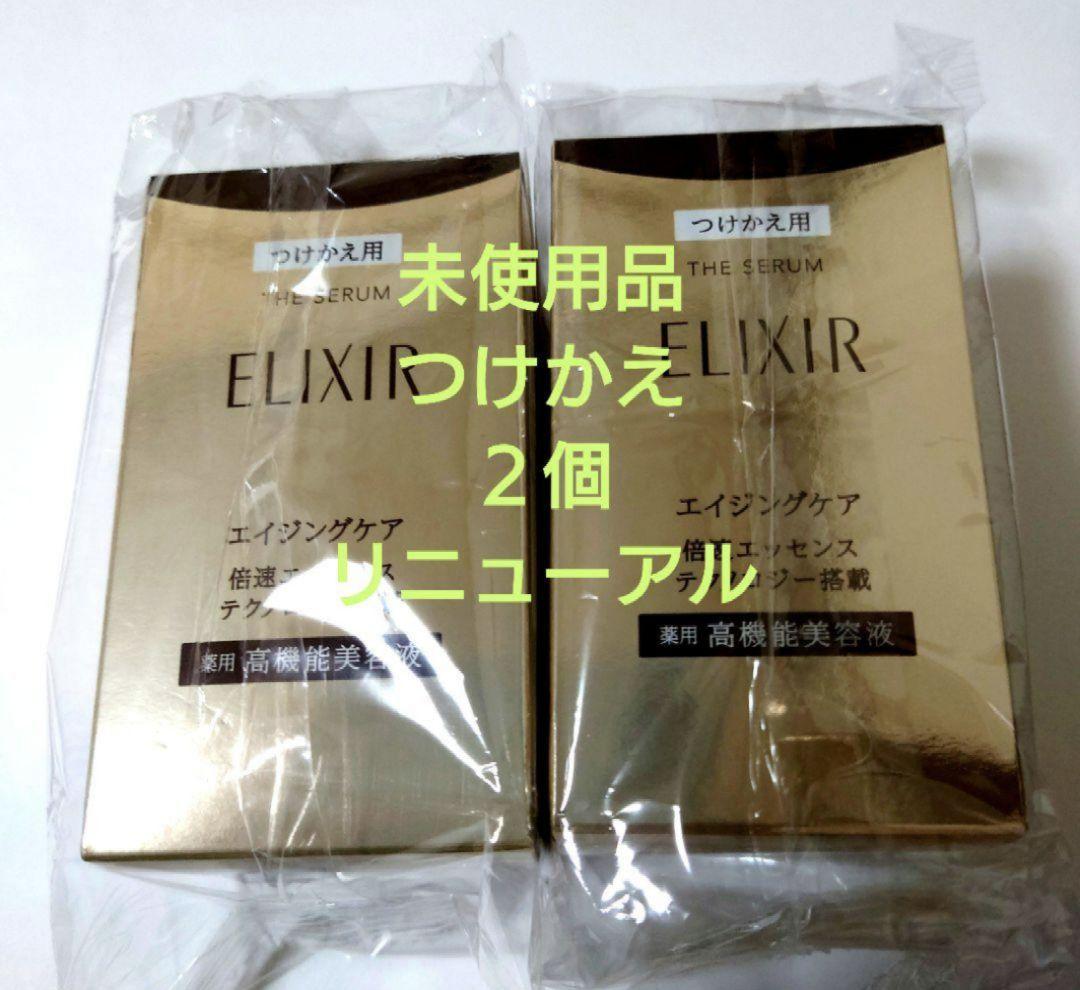 つけかえ用
THE SERUM
ELIXIR
エイジングケア
倍速エ ス
テク
薬用 高機能美容液
つけかえ用
THE SERUM
ELIXIR
エイジングケア
倍速エッセンス
テクノロジー搭載
薬用 高機能美容液
未使用品
つけかえ
2個
リニューアル